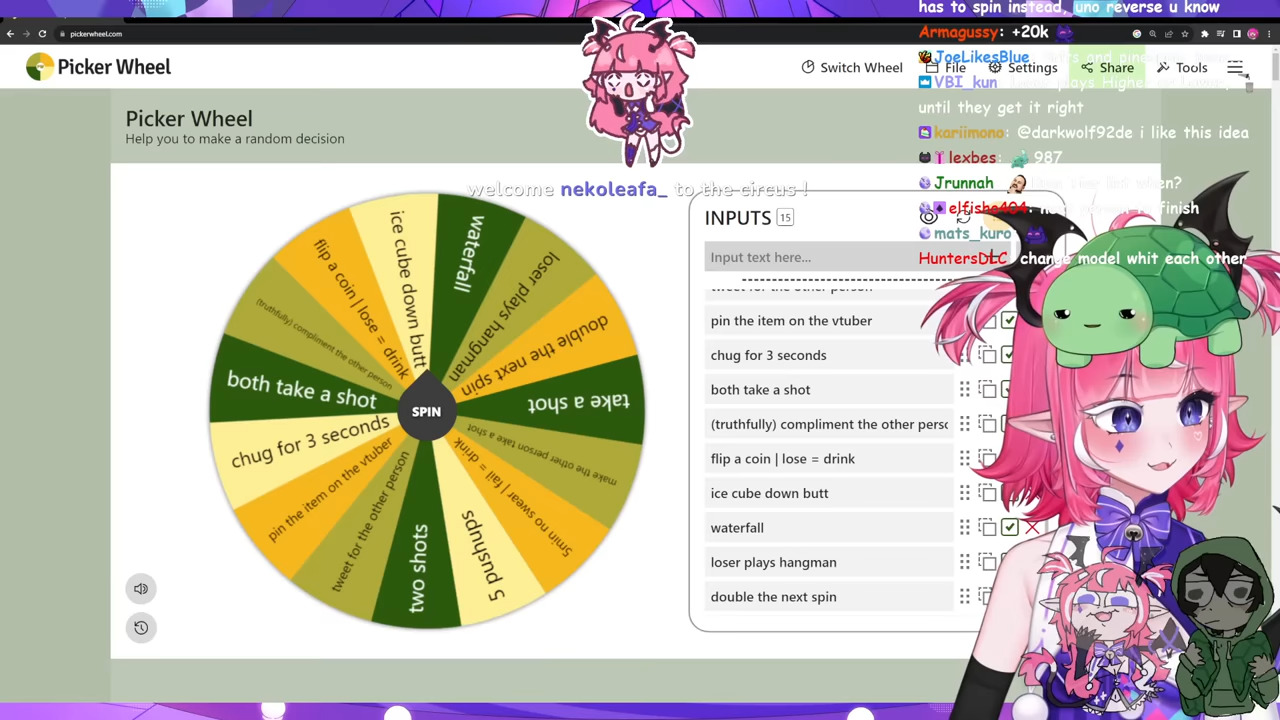 has to spin instead, uno reverse u know
pickerwheel.com
Armagussy: +20k
Picker Wheel
Switch Wheel
File
Settings
Share
Tools
JoeLikesBlue
VBI_kun
until they get it right
Picker Wheel
Help you to make a random decision
kariimono: @darkwolf92de i like this idea
lexbes: 987
Jrunnah
when?
elfishe404
finish
mats_kuro
HuntersDLC change model whit each other
welcome nekoleafa_ to the circus !
INPUTS 15
Input text here...
tweet for the other person
pin the item on the vtuber
chug for 3 seconds
both take a shot
(truthfully) compliment the other perso
flip a coin | lose = drink
ice cube down butt
waterfall
loser plays hangman
double the next spin
ice cube down butt
waterfall
loser plays hangman
double the next spin
take a shot
make the other person take a shot
5min no swear | fail = drink
5 pushups
two shots
tweet for the other person
pin the item on the vtuber
chug for 3 seconds
both take a shot
(truthfully) compliment the other person
flip a coin | lose = drink
SPIN